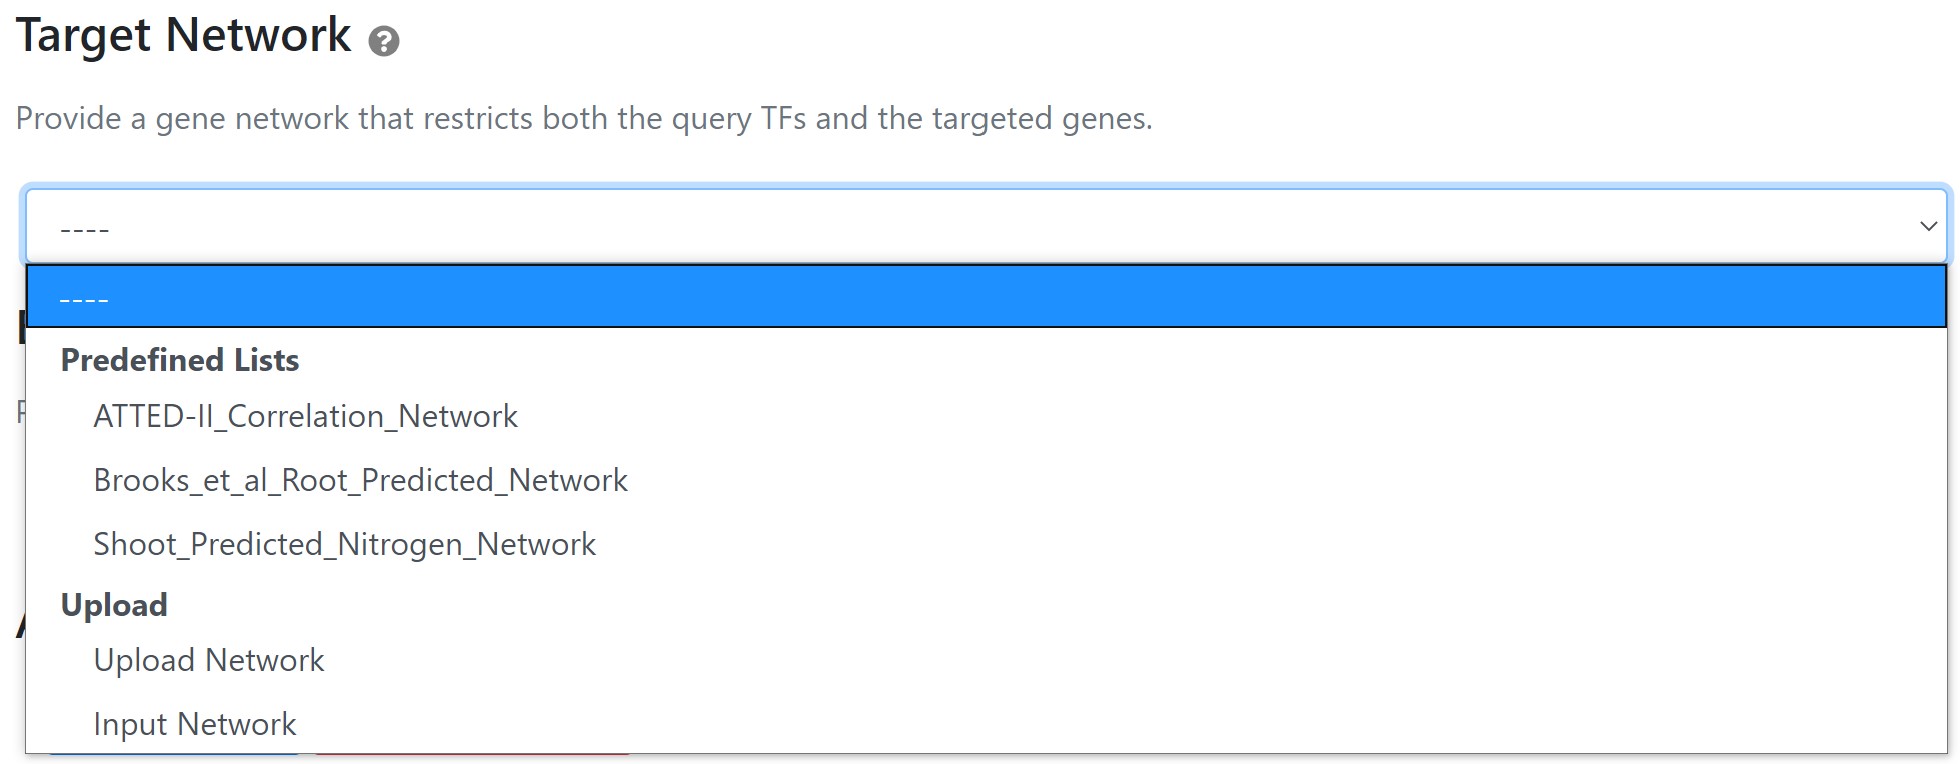 Target Network ?
Provide a gene network that restricts both the query TFs and the targeted genes.
----
----
Predefined Lists
ATTED-II_Correlation_Network
Brooks_et_al_Root_Predicted_Network
Shoot_Predicted_Nitrogen_Network
Upload
Upload Network
Input Network